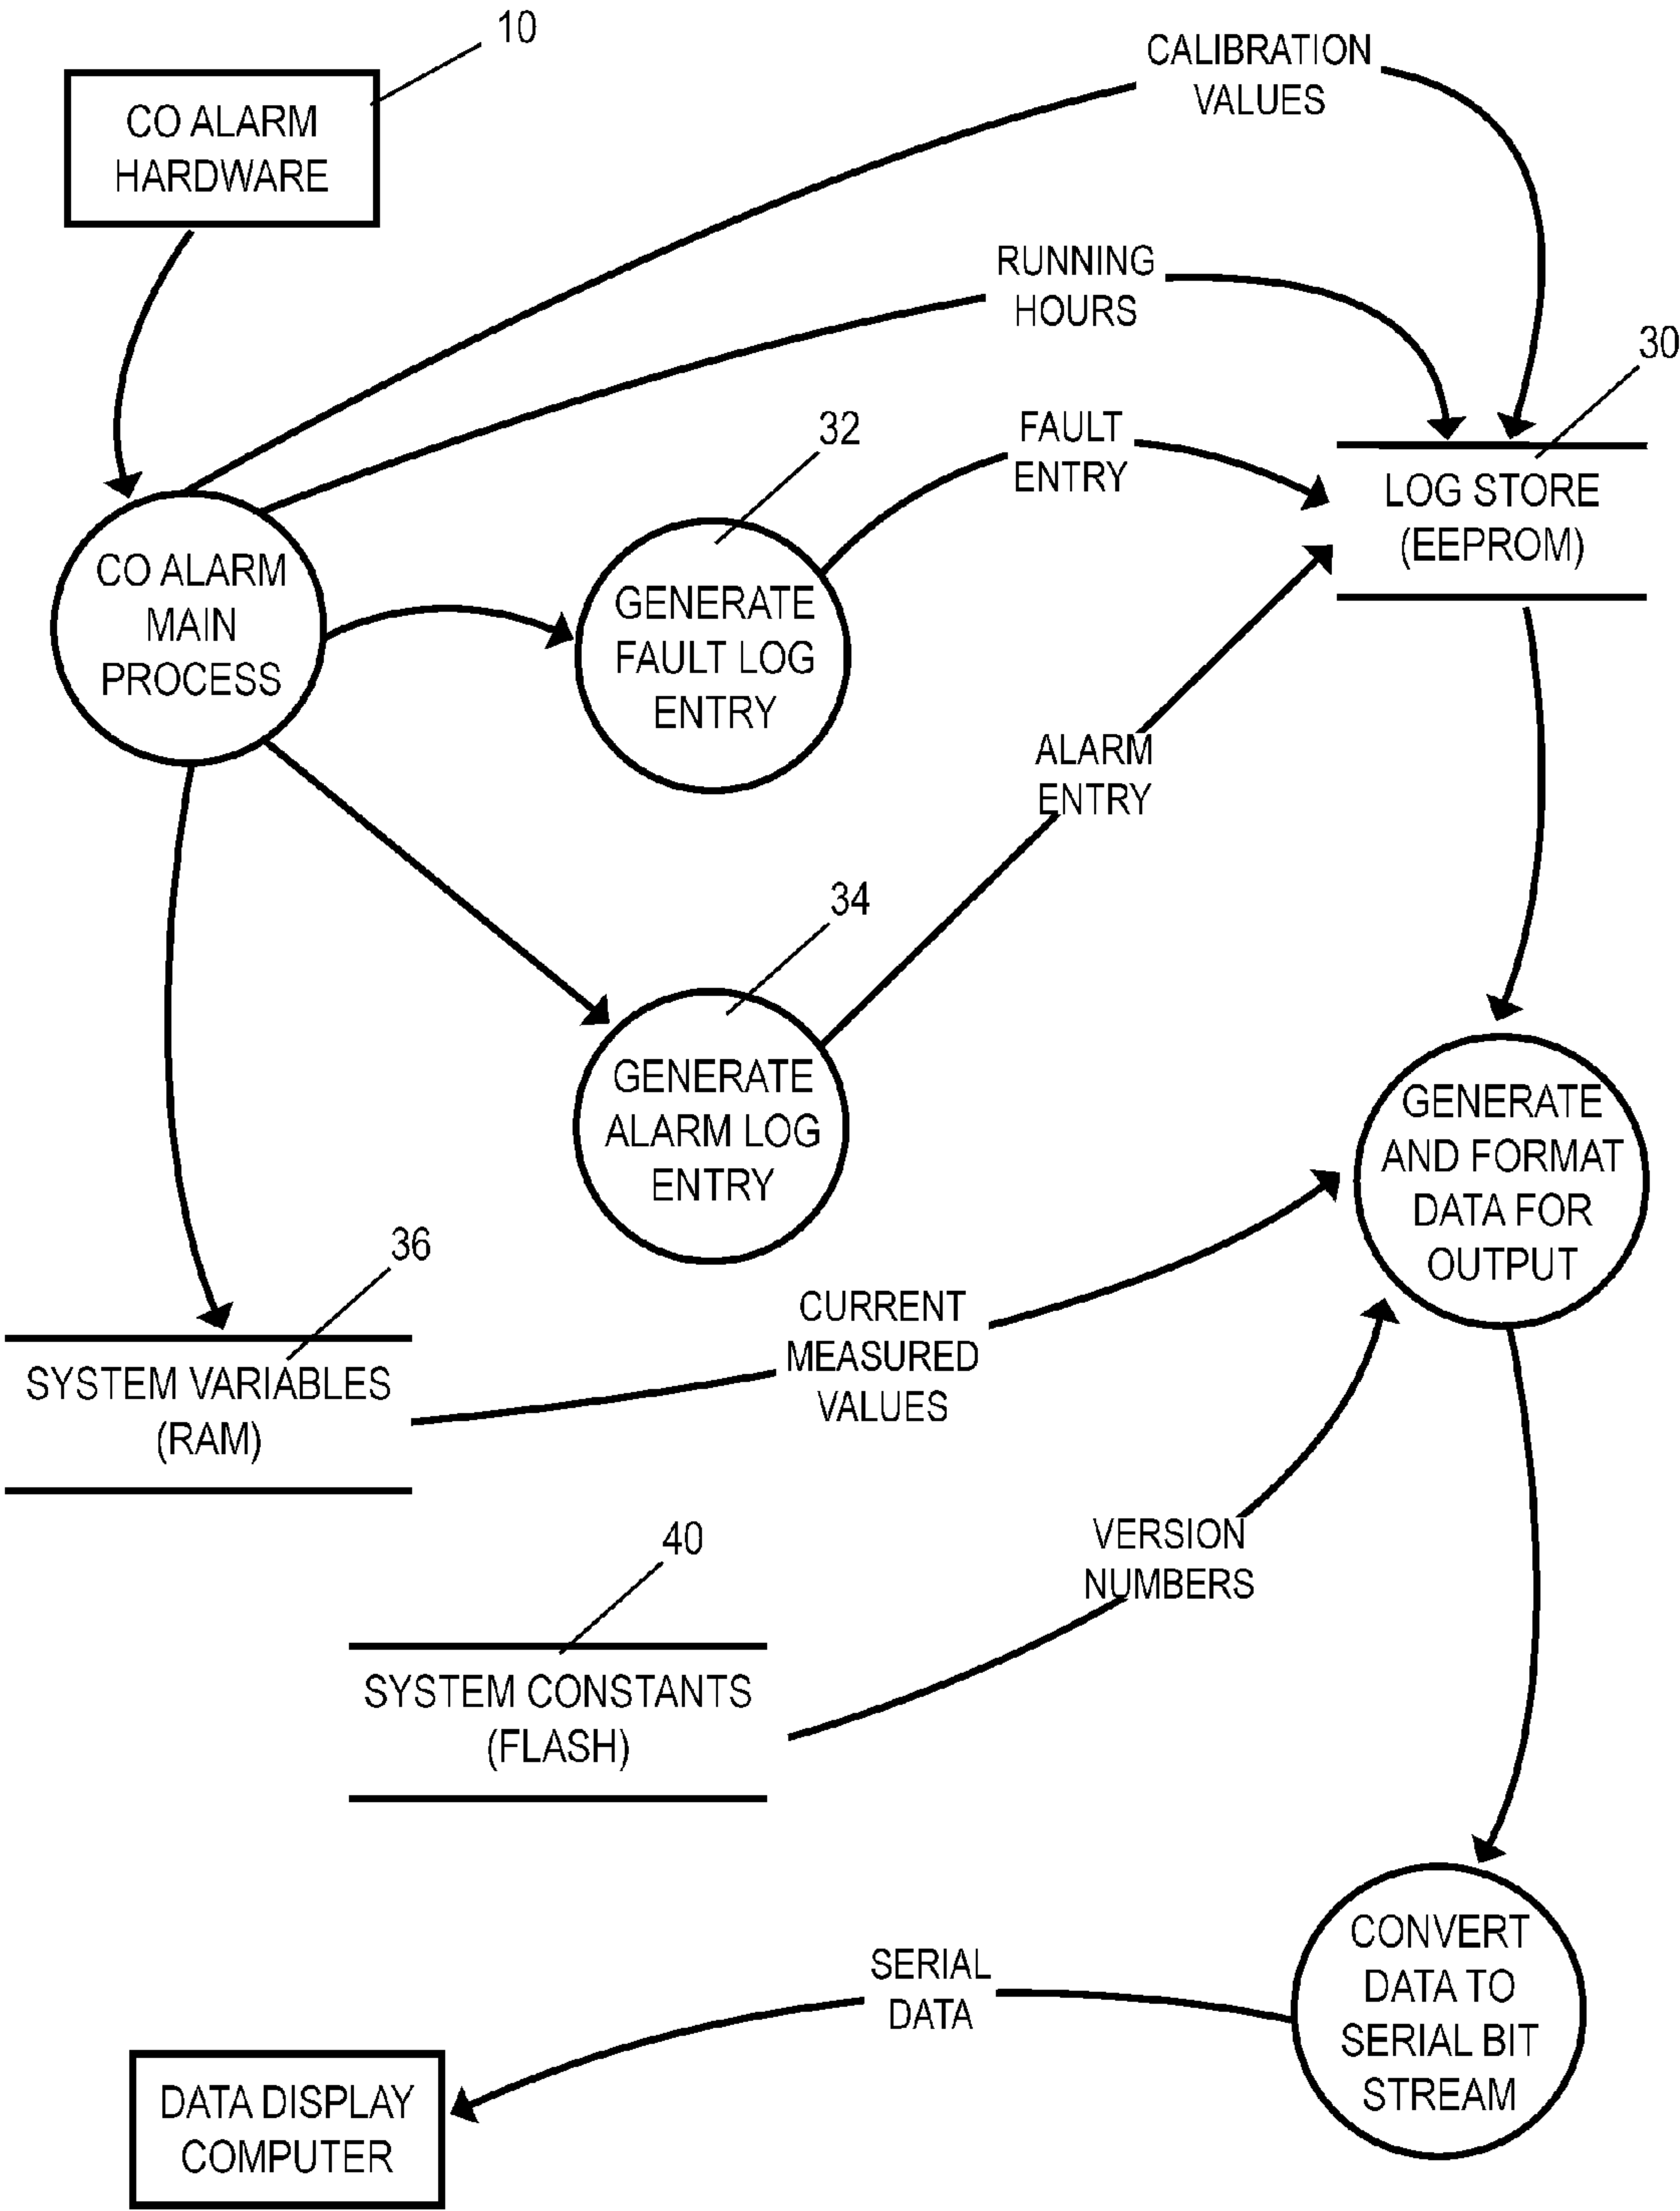 10
CO ALARM
HARDWARE
CALIBRATION
VALUES
RUNNING
HOURS
30
32
FAULT
ENTRY
LOG STORE
(EEPROM)
CO ALARM
MAIN
PROCESS
GENERATE
FAULT LOG
ENTRY
ALARM
ENTRY
34
GENERATE
ALARM LOG
ENTRY
GENERATE
AND FORMAT
DATA FOR
OUTPUT
36
SYSTEM VARIABLES
(RAM)
CURRENT
MEASURED
VALUES
40
VERSION
NUMBERS
SYSTEM CONSTANTS
(FLASH)
CONVERT
DATA TO
SERIAL BIT
STREAM
SERIAL
DATA
DATA DISPLAY
COMPUTER